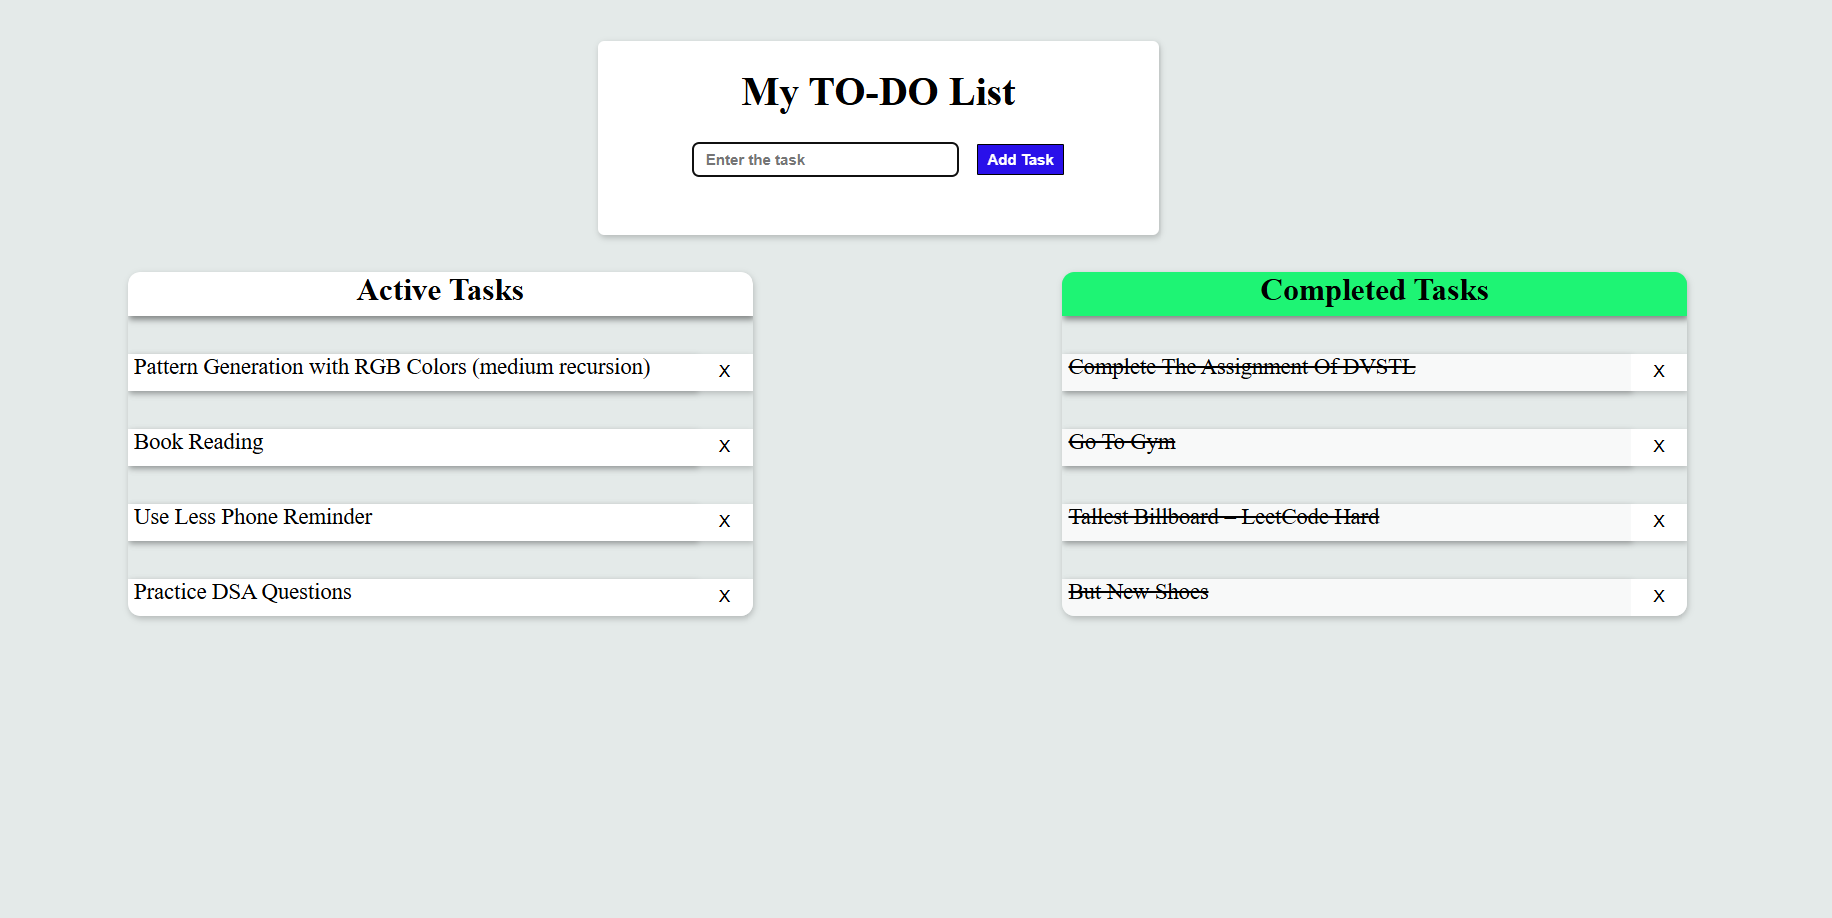 My TO-DO List
Enter the task
Add Task
Active Tasks
Pattern Generation with RGB Colors (medium recursion) X
Book Reading X
Use Less Phone Reminder X
Practice DSA Questions X
Completed Tasks
Complete The Assignment Of DVSTL X
Go To Gym X
Tallest Billboard – LeetCode Hard X
But New Shoes X